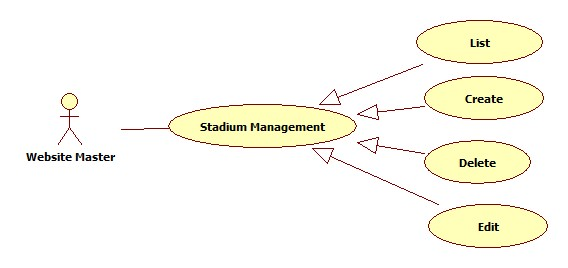 List
Create
Stadium Management
Website Master
Delete
Edit